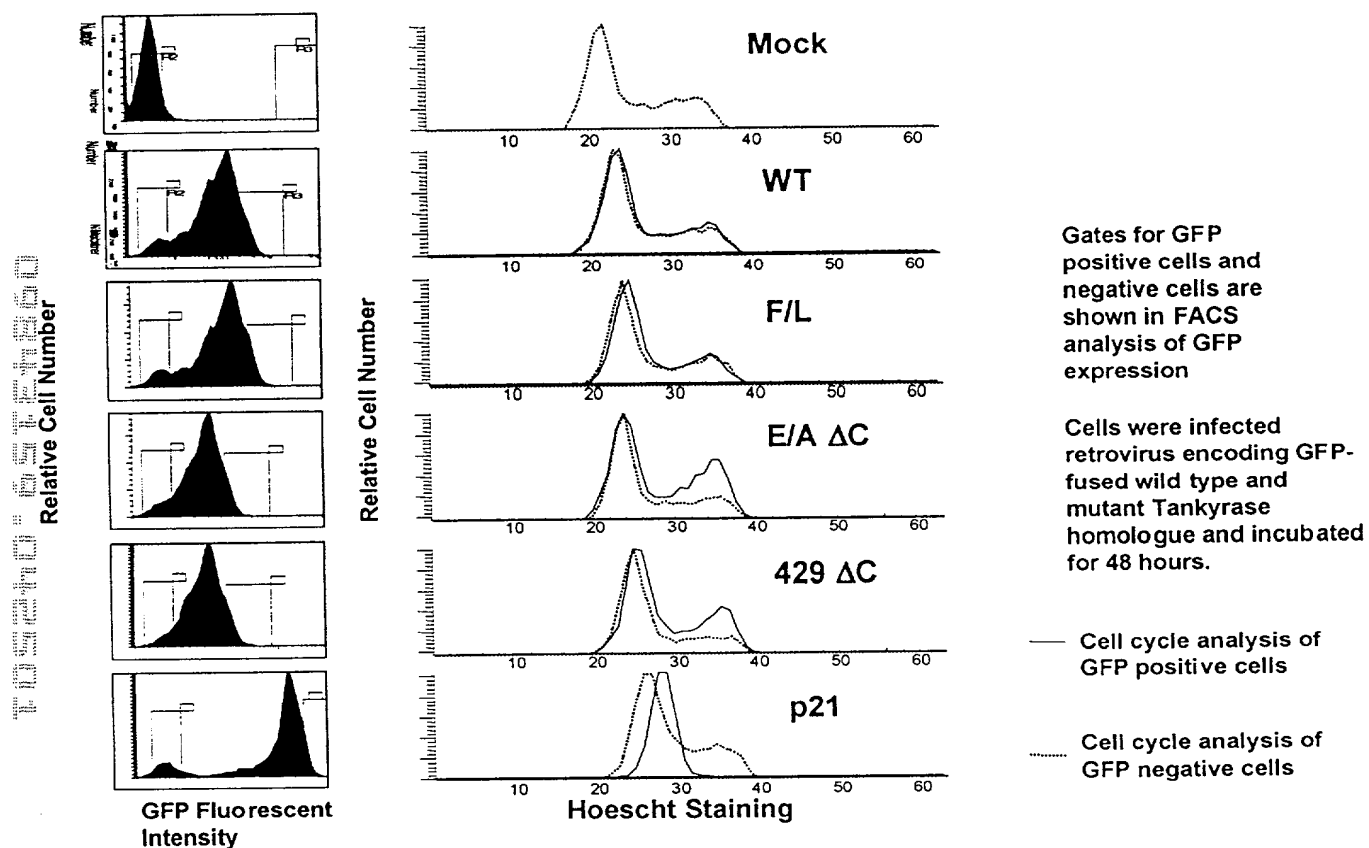 Relative Cell Number
Relative Cell Number
Mock
10 20 30 40 50 60
WT
10 20 30 40 50 60
F/L
10 20 30 40 50 60
E/A ΔC
10 20 30 40 50 60
429 ΔC
10 20 30 40 50 60
p21
10 20 30 40 50 60
GFP Fluorescent
Intensity
Hoescht Staining
Gates for GFP
positive cells and
negative cells are
shown in FACS
analysis of GFP
expression
Cells were infected
retrovirus encoding GFP-
fused wild type and
mutant Tankyrase
homologue and incubated
for 48 hours.
Cell cycle analysis of
GFP positive cells
Cell cycle analysis of
GFP negative cells